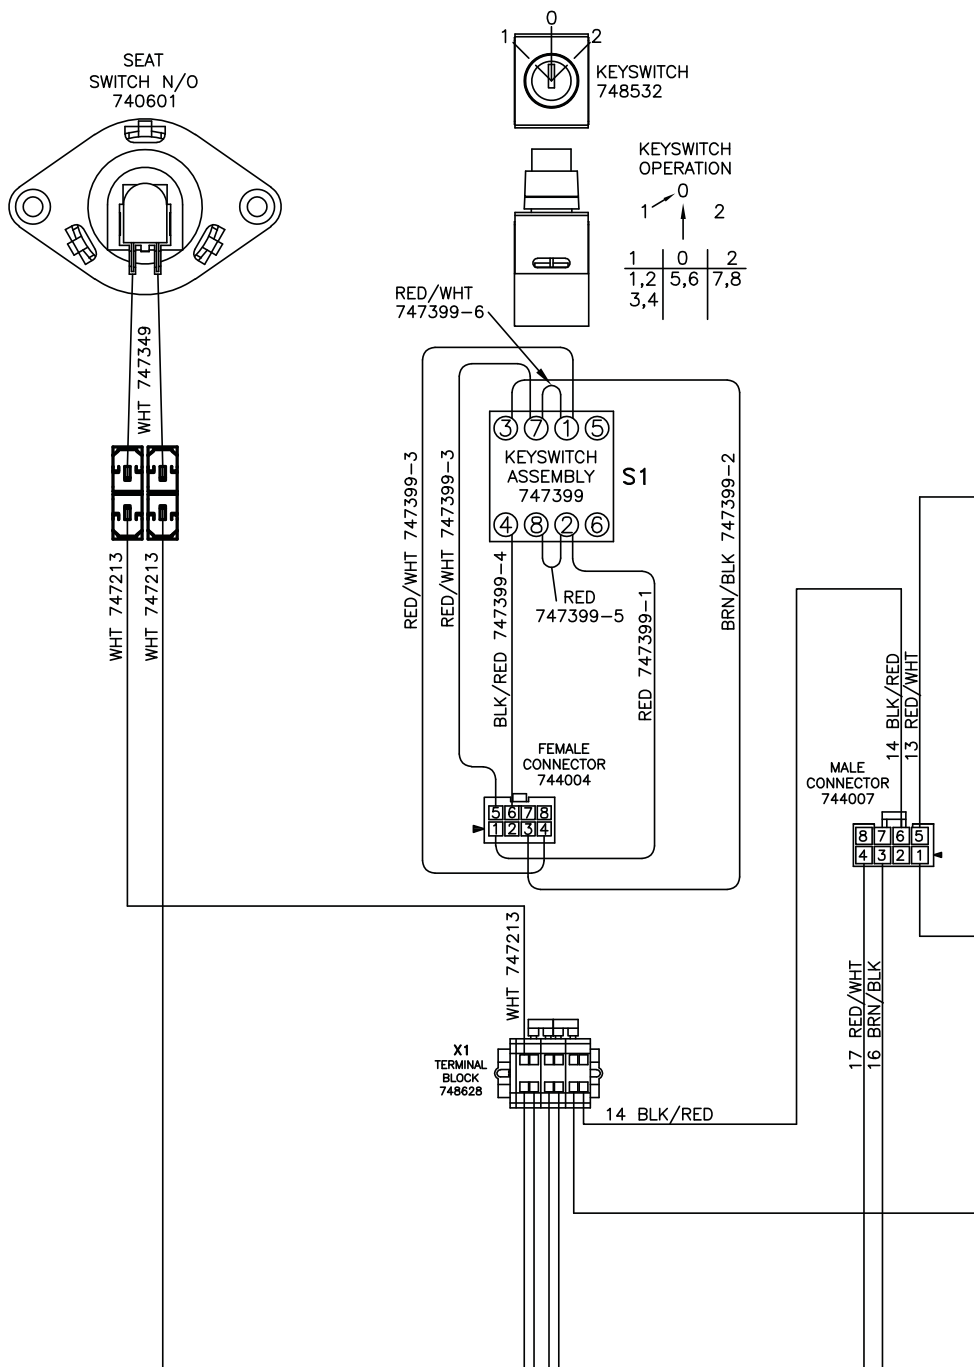 0
1
2
KEYSWITCH
748532
SEAT
SWITCH N/O
740601
KEYSWITCH
OPERATION
0
1
2
1 0 2
1,2 5,6 7,8
3,4
RED/WHT
747399-6
WHT 747349
3 7 1 5
KEYSWITCH
ASSEMBLY
747399
S1
4 8 2 6
RED/WHT 747399-3
RED/WHT 747399-3
BLK/RED 747399-4
RED
747399-5
RED 747399-1
BRN/BLK 747399-2
WHT 747213
WHT 747213
FEMALE
CONNECTOR
744004
5 6 7 8
1 2 3 4
14 BLK/RED
13 RED/WHT
MALE
CONNECTOR
744007
8 7 6 5
4 3 2 1
WHT 747213
17 RED/WHT
16 BRN/BLK
X1
TERMINAL
BLOCK
748628
14 BLK/RED